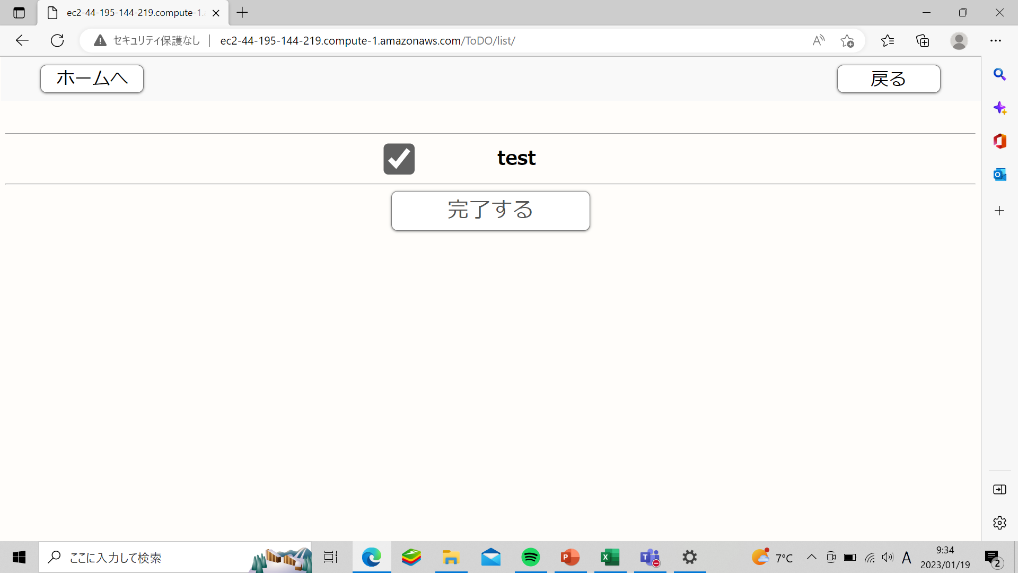 ec2-44-195-144-219.compute-1.
セキュリティ保護なし | ec2-44-195-144-219.compute-1.amazonaws.com/ToDO/list/
ホームへ 戻る
test
完了する
ここに入力して検索 7°C A 9:34
2023/01/19 2